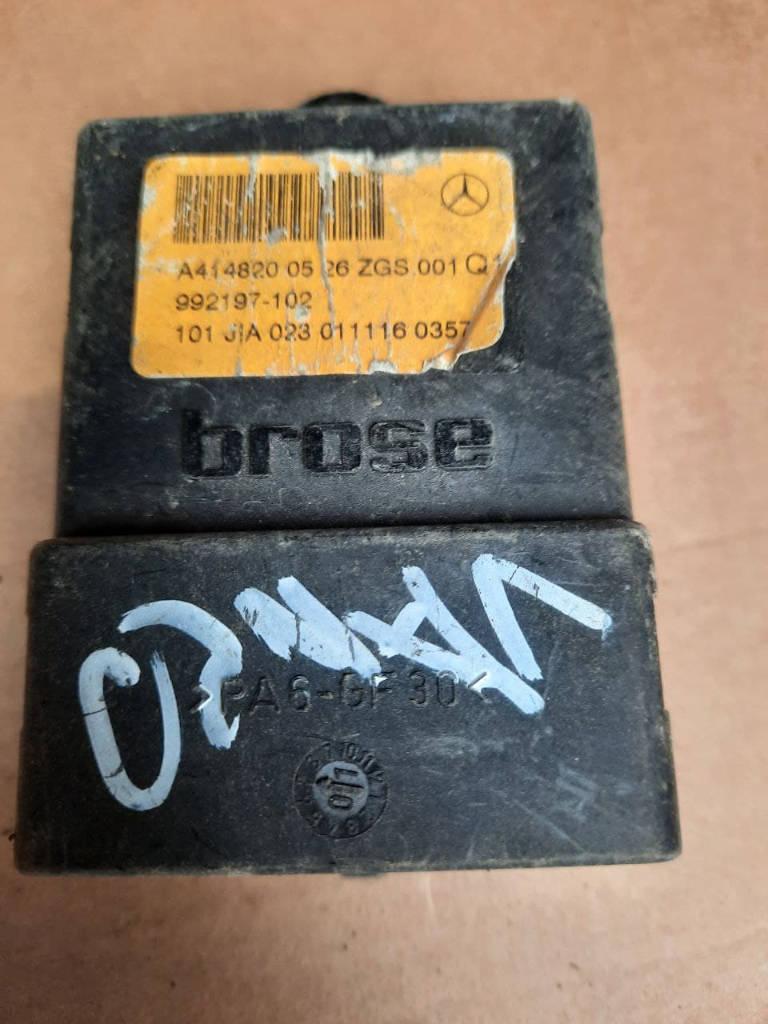 A414820 05 26 ZGS 001 Q1
992197-102
101 JIA 023 011116 0357
brose
>PA6-GF30<